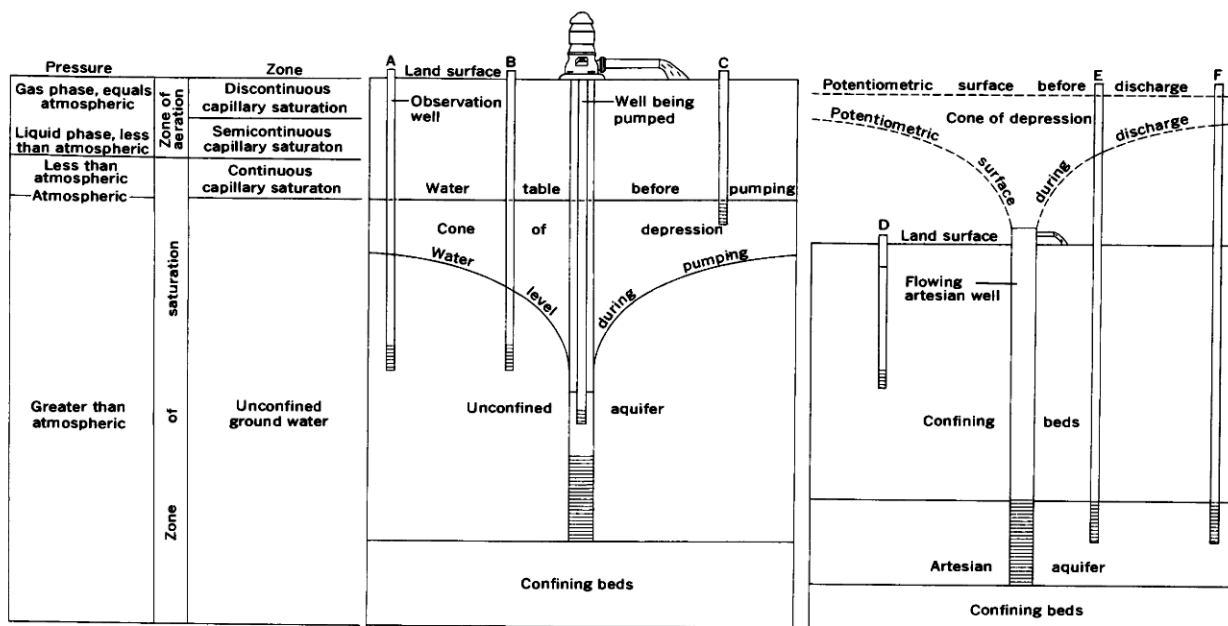 Pressure
Zone
Gas phase, equals
atmospheric
Liquid phase, less
than atmospheric
Less than
atmospheric
Atmospheric
Greater than
atmospheric
Zone of
aeration
Zone of saturation
Discontinuous
capillary saturation
Semicontinuous
capillary saturaton
Continuous
capillary saturaton
Unconfined
ground water
A
B
C
Land surface
Observation
well
Well being
pumped
Water table before pumping
Cone of depression
Water level during pumping
Unconfined aquifer
Confining beds
E
F
Potentiometric surface before discharge
Cone of depression
Potentiometric surface during discharge
D
Land surface
Flowing
artesian well
Confining beds
Artesian aquifer
Confining beds